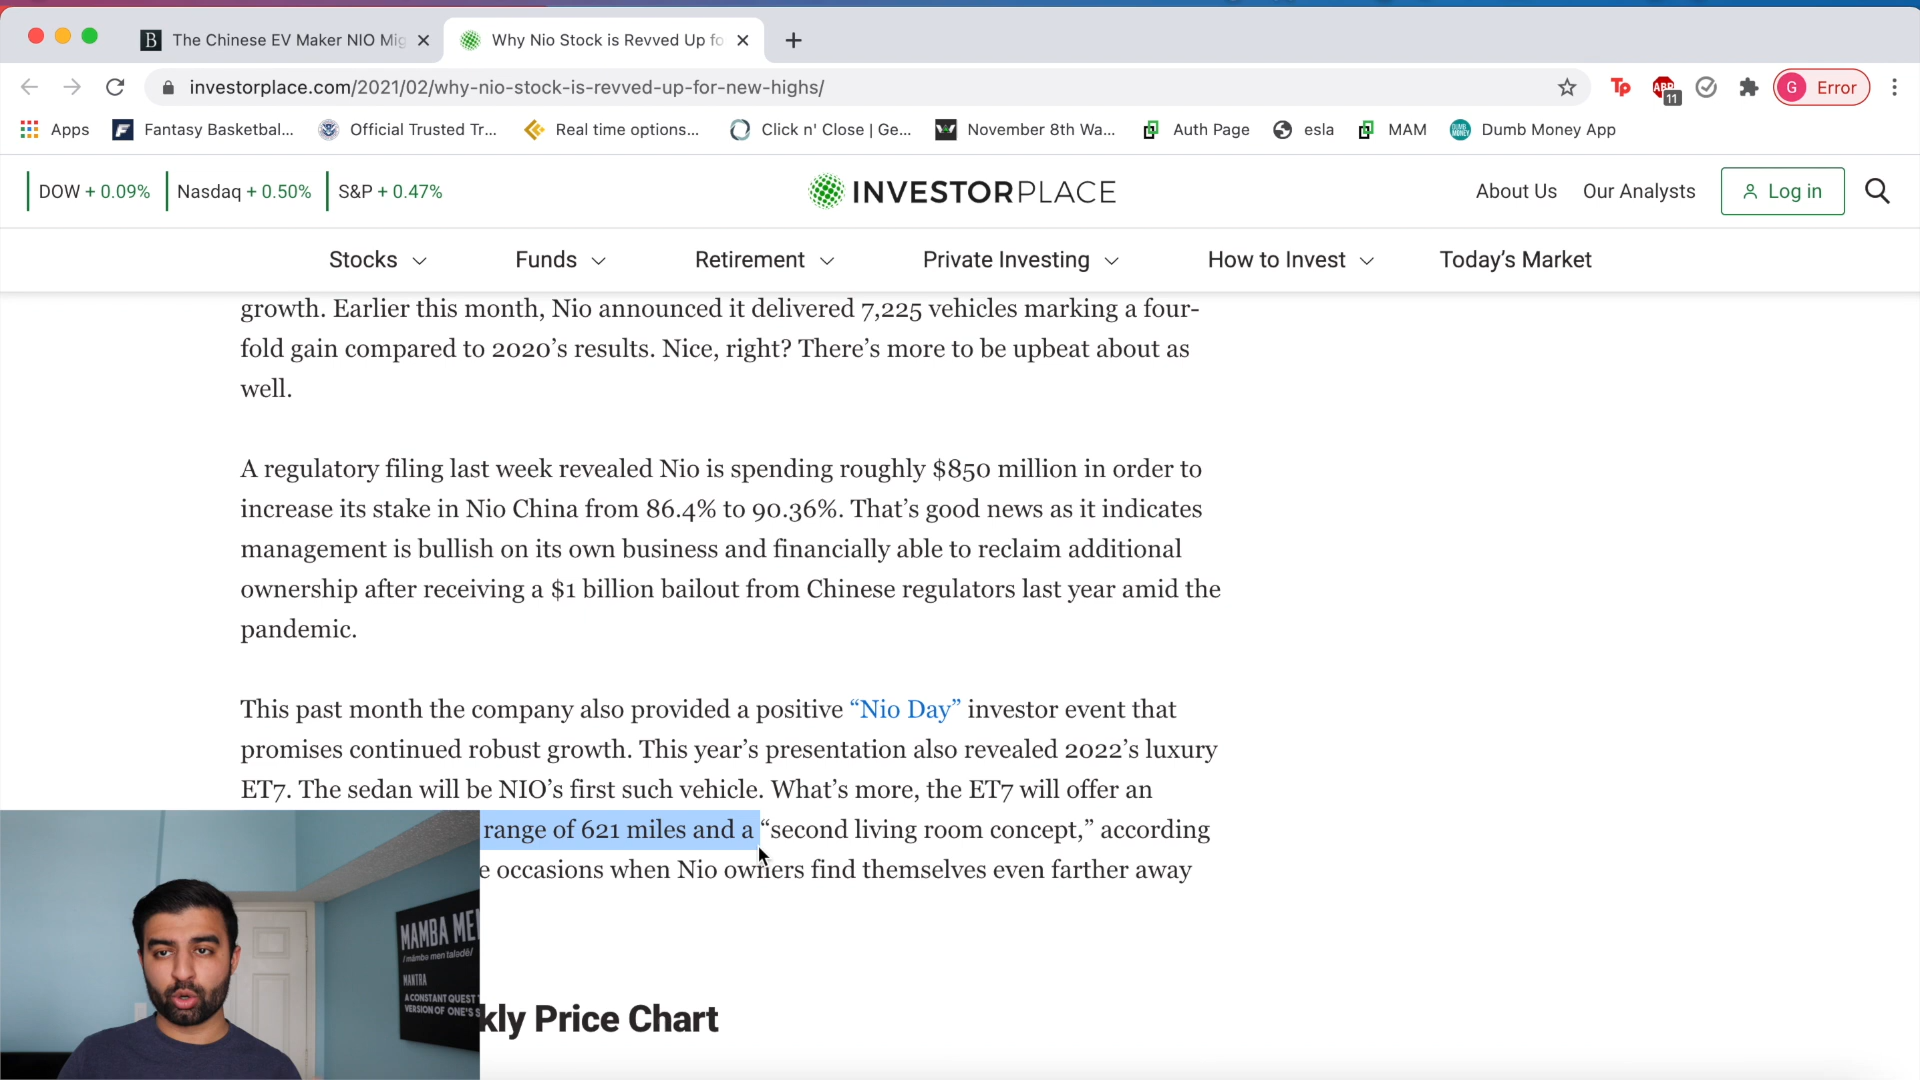 The Chinese EV Maker NIO Mig
Why Nio Stock is Revved Up fo
investorplace.com/2021/02/why-nio-stock-is-revved-up-for-new-highs/
Tp
ABP
11
G
Error
Apps
Fantasy Basketbal...
Official Trusted Tr...
Real time options...
Click n' Close | Ge...
November 8th Wa...
Auth Page
esla
MAM
Dumb Money App
DOW + 0.09%
Nasdaq + 0.50%
S&P + 0.47%
INVESTORPLACE
About Us
Our Analysts
Log in
Stocks
Funds
Retirement
Private Investing
How to Invest
Today’s Market
growth. Earlier this month, Nio announced it delivered 7,225 vehicles marking a four-
fold gain compared to 2020’s results. Nice, right? There’s more to be upbeat about as
well.
A regulatory filing last week revealed Nio is spending roughly $850 million in order to
increase its stake in Nio China from 86.4% to 90.36%. That’s good news as it indicates
management is bullish on its own business and financially able to reclaim additional
ownership after receiving a $1 billion bailout from Chinese regulators last year amid the
pandemic.
This past month the company also provided a positive “Nio Day” investor event that
promises continued robust growth. This year’s presentation also revealed 2022’s luxury
ET7. The sedan will be NIO’s first such vehicle. What’s more, the ET7 will offer an
range of 621 miles and a “second living room concept,” according
e occasions when Nio owners find themselves even farther away
kly Price Chart
MAMBA MEN
/mämbə men taladē/
MANTRA
A CONSTANT QUEST
VERSION OF ONE'S S